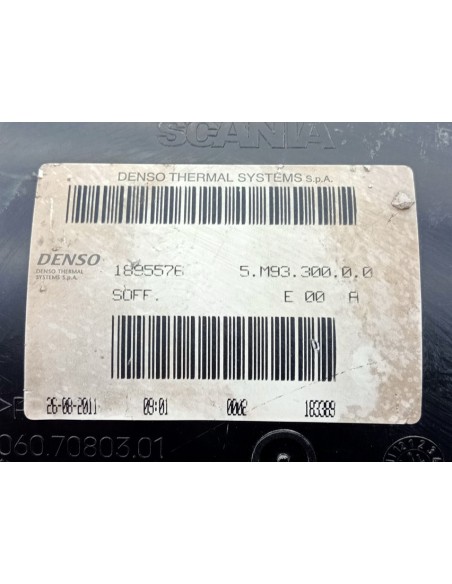 SCANIA
DENSO THERMAL SYSTEMS S.p.A.
DENSO
DENSO THERMAL
SYSTEMS S.p.A.
1895576 5.M93.300.0.0
SOFF. E 00 A
26-08-2011 09:01 0002 183389
>P
060.70803.01